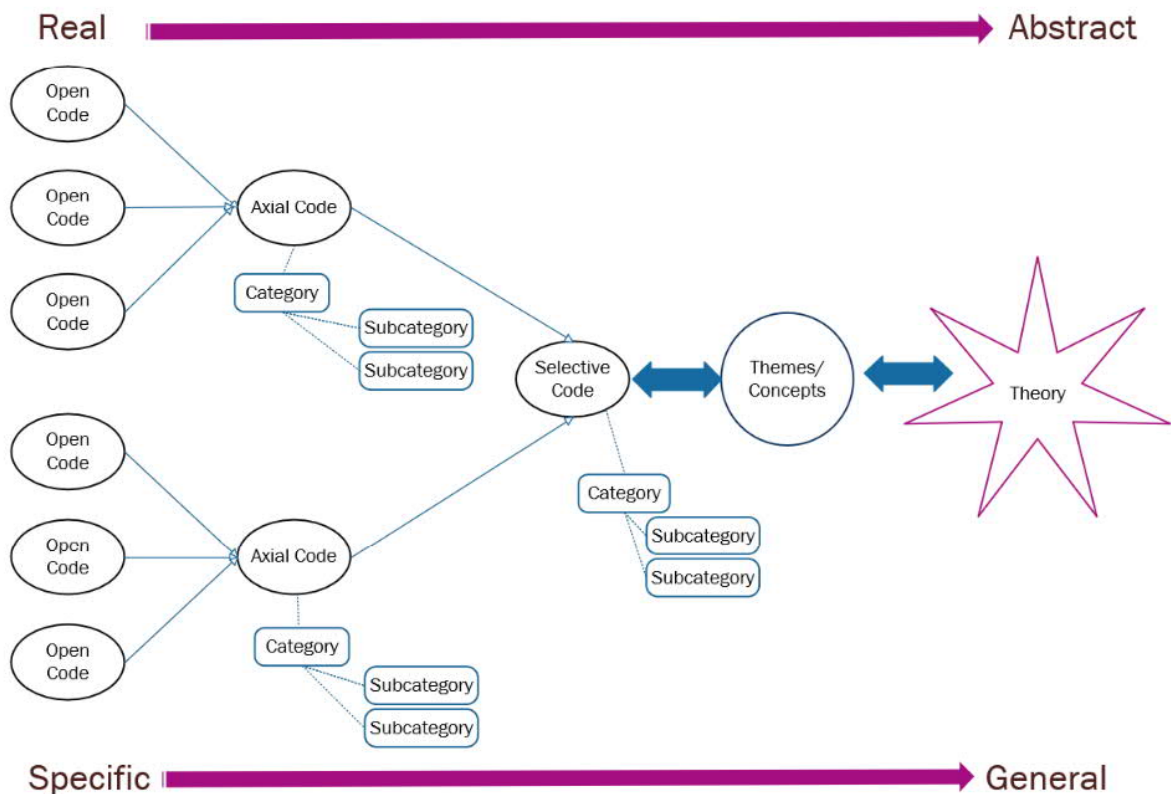 Real
Abstract
Open
Code
Open
Code
Axial Code
Open
Code
Category
Subcategory
Subcategory
Selective
Code
Themes/
Concepts
Theory
Open
Code
Category
Subcategory
Subcategory
Open
Code
Axial Code
Open
Code
Category
Subcategory
Subcategory
Specific
General